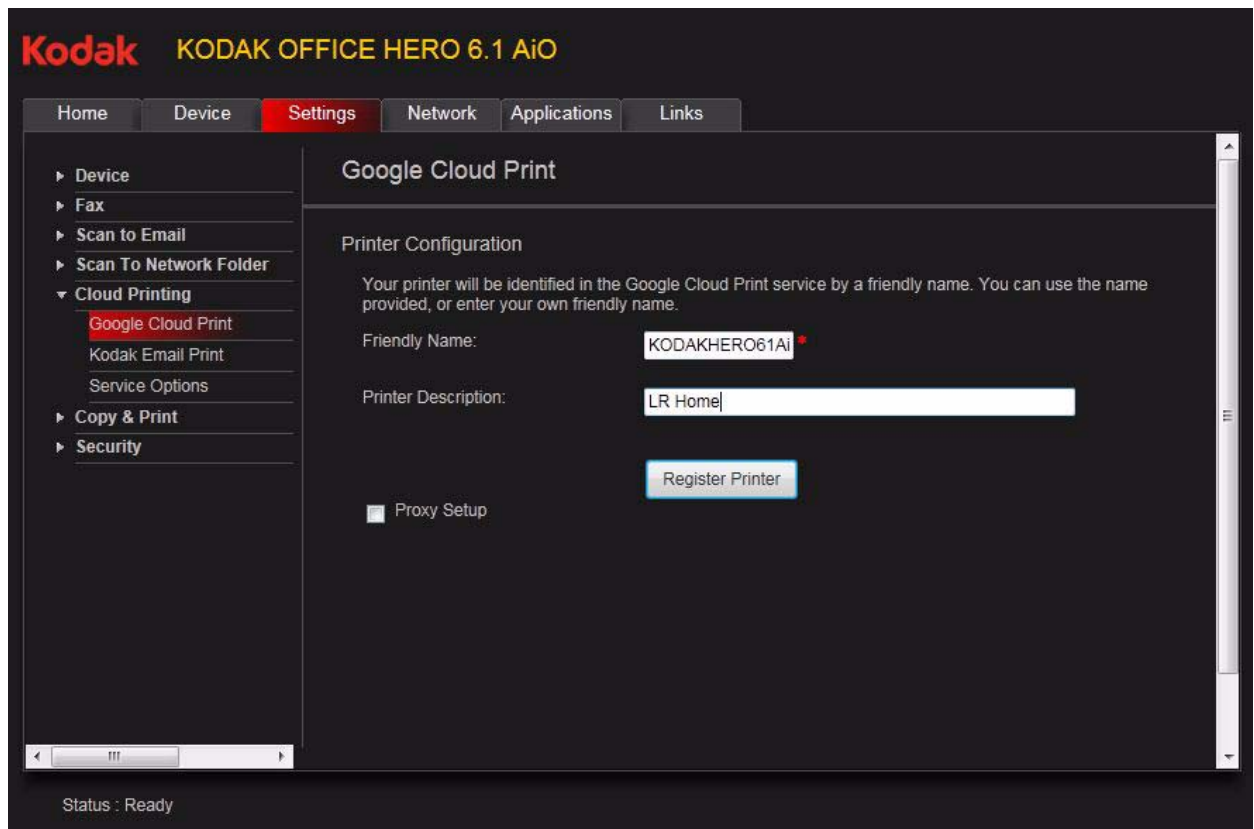 Kodak KODAK OFFICE HERO 6.1 AiO
Home Device Settings Network Applications Links
Device
Fax
Scan to Email
Scan To Network Folder
Cloud Printing
Google Cloud Print
Kodak Email Print
Service Options
Copy & Print
Security
Google Cloud Print
Printer Configuration
Your printer will be identified in the Google Cloud Print service by a friendly name. You can use the name
provided, or enter your own friendly name.
Friendly Name: KODAKHERO61Ai *
Printer Description: LR Home
Register Printer
Proxy Setup
Status : Ready